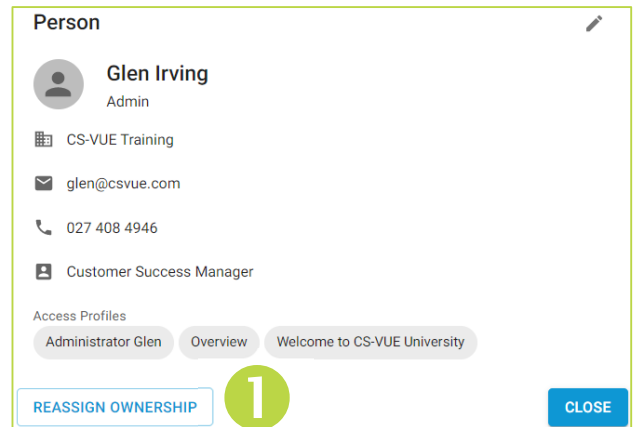 Person
Glen Irving
Admin
CS-VUE Training
glen@csvue.com
027 408 4946
Customer Success Manager
Access Profiles
Administrator Glen Overview Welcome to CS-VUE University
REASSIGN OWNERSHIP 1 CLOSE